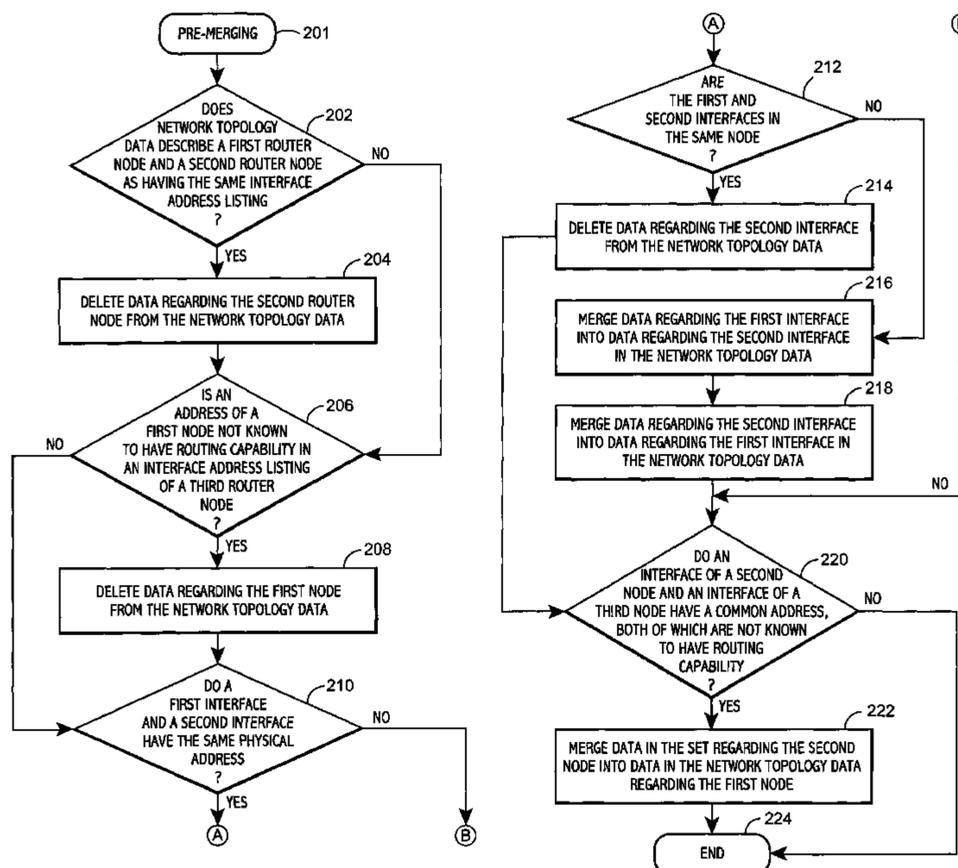 PRE-MERGING
201
DOES
NETWORK TOPOLOGY
DATA DESCRIBE A FIRST ROUTER
NODE AND A SECOND ROUTER NODE
AS HAVING THE SAME INTERFACE
ADDRESS LISTING
?
202
NO
YES
204
DELETE DATA REGARDING THE SECOND ROUTER
NODE FROM THE NETWORK TOPOLOGY DATA
IS AN
ADDRESS OF A
FIRST NODE NOT KNOWN
TO HAVE ROUTING CAPABILITY IN
AN INTERFACE ADDRESS LISTING
OF A THIRD ROUTER
NODE
?
206
NO
YES
208
DELETE DATA REGARDING THE FIRST NODE
FROM THE NETWORK TOPOLOGY DATA
DO A
FIRST INTERFACE
AND A SECOND INTERFACE
HAVE THE SAME PHYSICAL
ADDRESS
?
210
NO
YES
A
B
A
ARE
THE FIRST AND
SECOND INTERFACES IN
THE SAME NODE
?
212
NO
YES
214
DELETE DATA REGARDING THE SECOND INTERFACE
FROM THE NETWORK TOPOLOGY DATA
216
MERGE DATA REGARDING THE FIRST INTERFACE
INTO DATA REGARDING THE SECOND INTERFACE
IN THE NETWORK TOPOLOGY DATA
218
MERGE DATA REGARDING THE SECOND INTERFACE
INTO DATA REGARDING THE FIRST INTERFACE IN
THE NETWORK TOPOLOGY DATA
NO
DO AN
INTERFACE OF A SECOND
NODE AND AN INTERFACE OF A
THIRD NODE HAVE A COMMON ADDRESS,
BOTH OF WHICH ARE NOT KNOWN
TO HAVE ROUTING
CAPABILITY
?
220
NO
YES
222
MERGE DATA IN THE SET REGARDING THE SECOND
NODE INTO DATA IN THE NETWORK TOPOLOGY DATA
REGARDING THE FIRST NODE
224
END